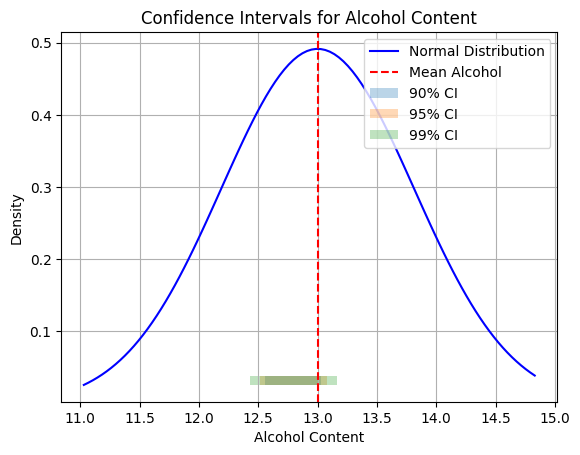 Confidence Intervals for Alcohol Content
Normal Distribution
Mean Alcohol
90% CI
95% CI
99% CI
0.5
0.4
0.3
0.2
0.1
Density
11.0 11.5 12.0 12.5 13.0 13.5 14.0 14.5 15.0
Alcohol Content